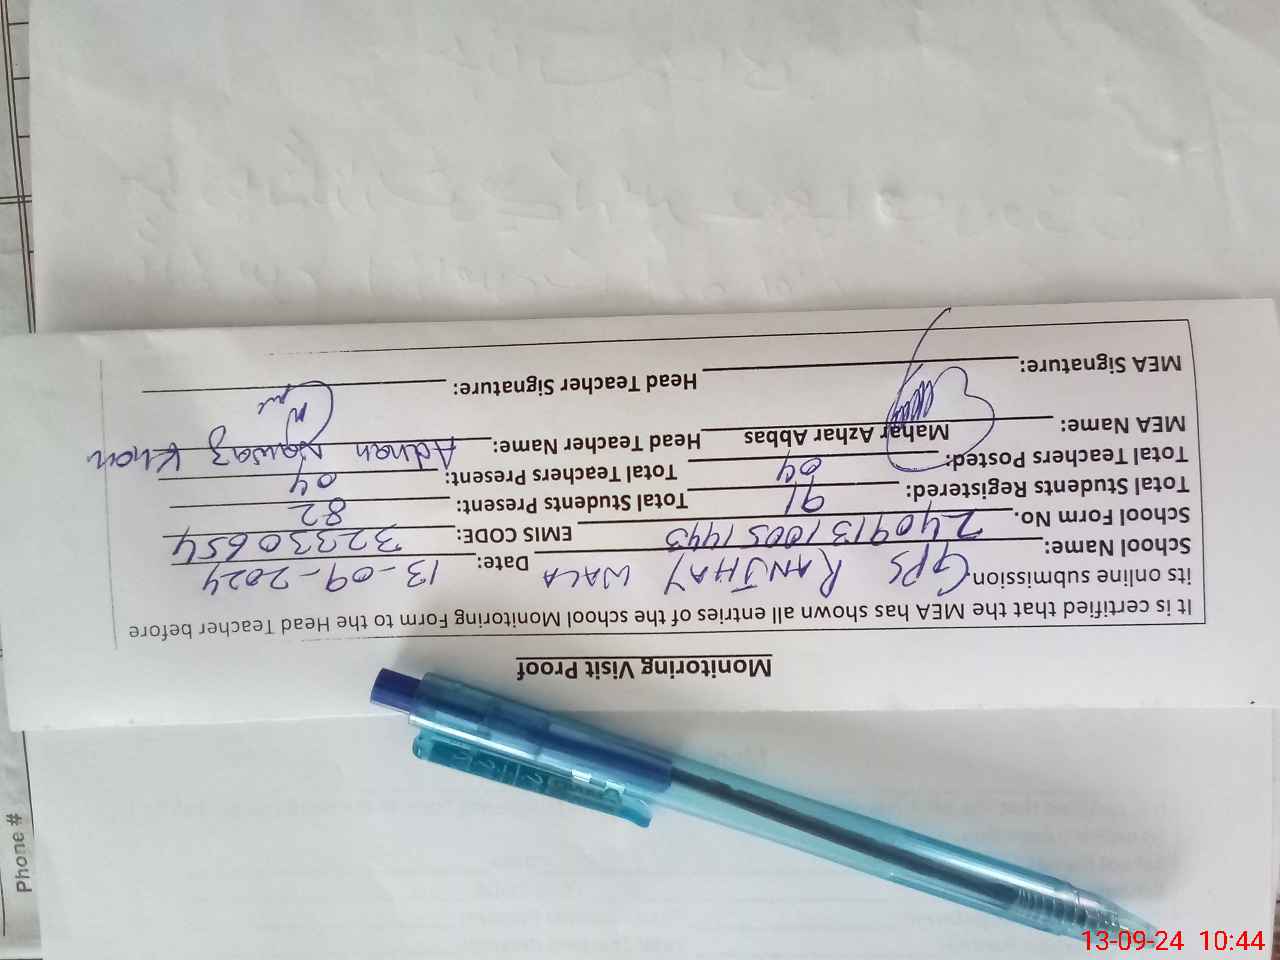 Monitoring Visit Proof
It is certified that the MEA has shown all entries of the school Monitoring Form to the Head Teacher before
its online submission
School Name: GPS RANJHAY WALA Date: 13-09-2024
School Form No. 24091310051443 EMIS CODE: 32330654
Total Students Registered: 91 Total Students Present: 82
Total Teachers Posted: 04 Total Teachers Present: 04
MEA Name: Mahar Azhar Abbas Head Teacher Name: Adnan Nawaz Khan
MEA Signature: Head Teacher Signature:
Phone #
13-09-24 10:44